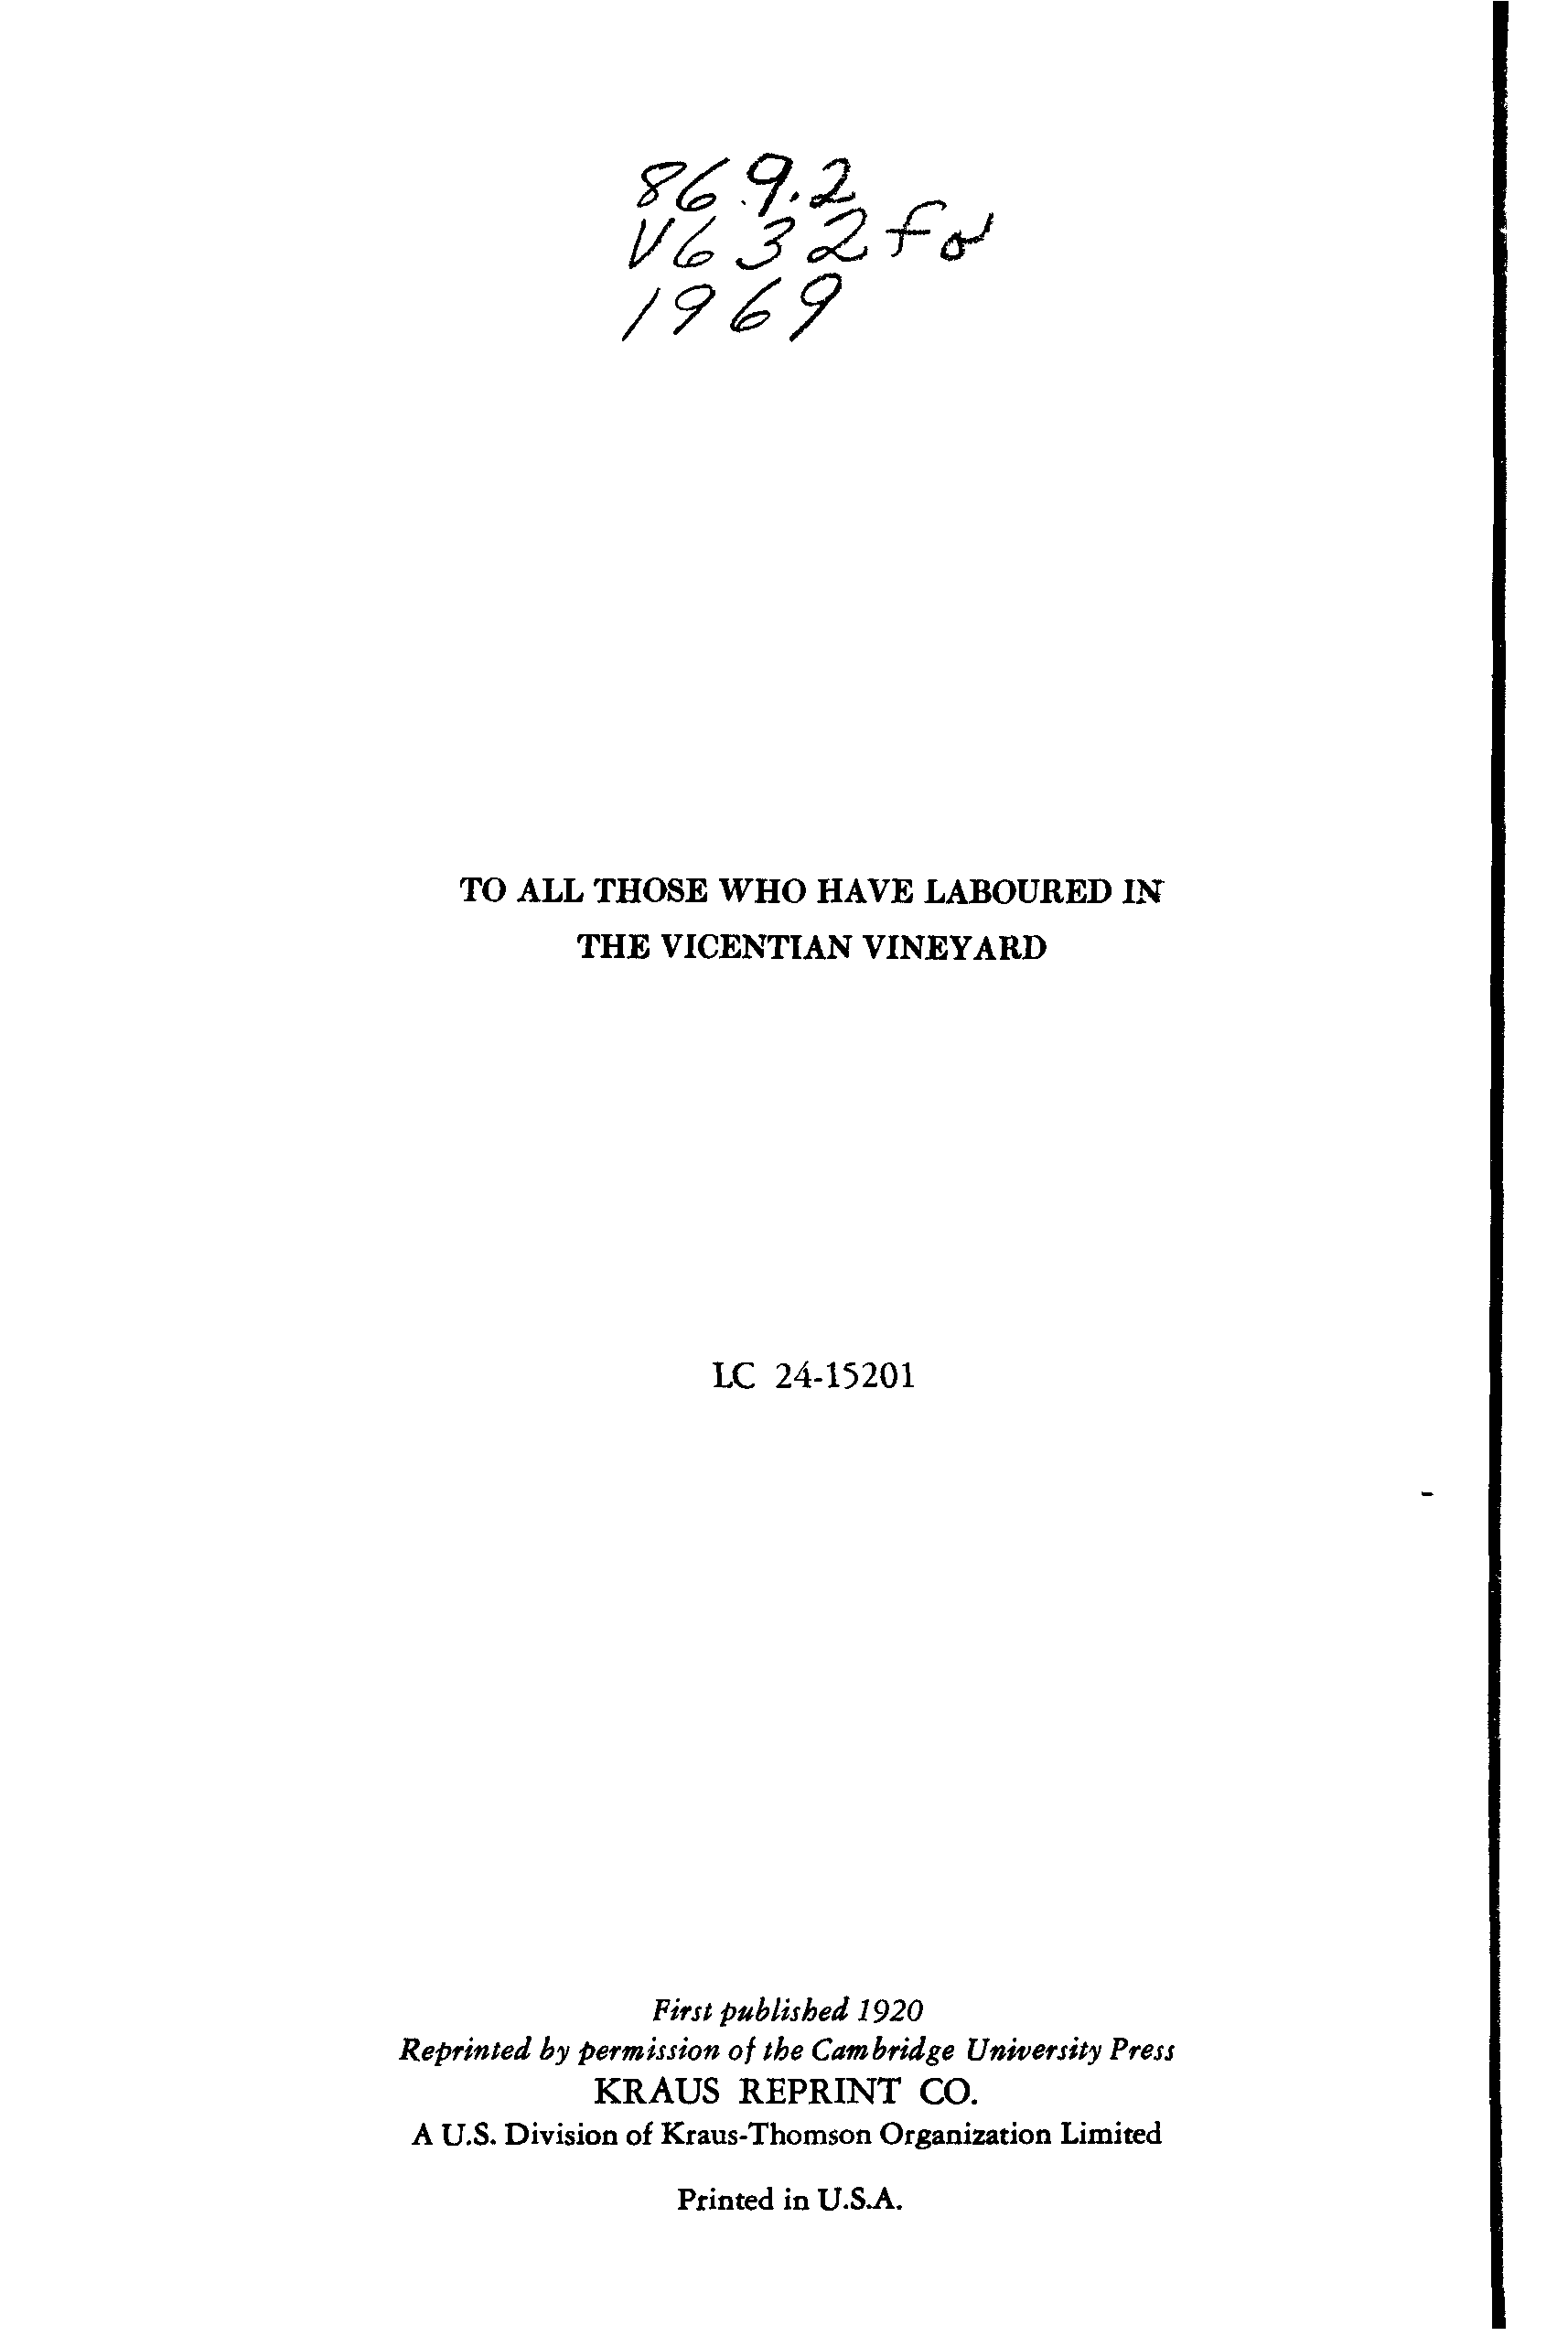 869.2
V632fo
1969
TO ALL THOSE WHO HAVE LABOURED IN
THE VICENTIAN VINEYARD
LC 24-15201
First published 1920
Reprinted by permission of the Cambridge University Press
KRAUS REPRINT CO.
A U.S. Division of Kraus-Thomson Organization Limited
Printed in U.S.A.